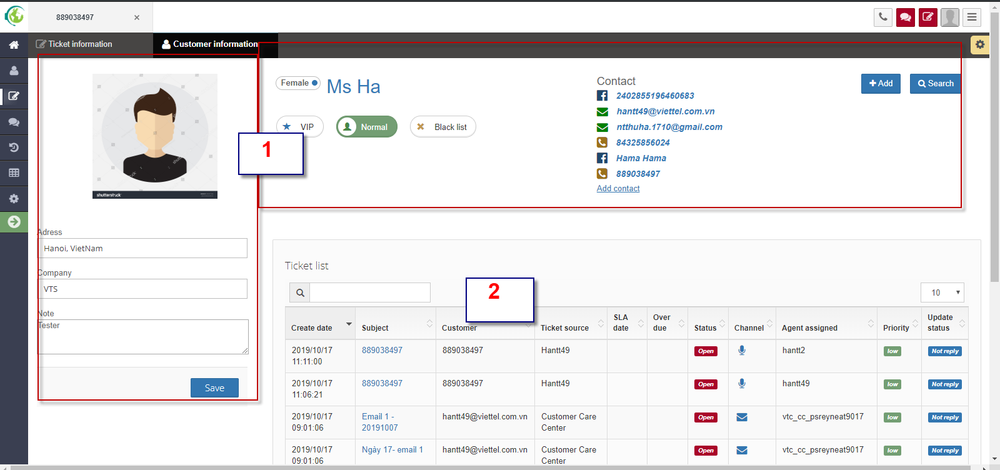 889038497 ×
Ticket information
Customer information
shutterstock
Adress
Hanoi, VietNam
Company
VTS
Note
Tester
Save
1
Female
Ms Ha
VIP
Normal
Black list
Contact
2402855196460683
hantt49@viettel.com.vn
ntthuha.1710@gmail.com
84325856024
Hama Hama
889038497
Add contact
Add
Search
Ticket list
2
10
Create date Subject Customer Ticket source SLA date Over due Status Channel Agent assigned Priority Update status
2019/10/17 11:11:00 889038497 889038497 Hantt49 Open hantt2 low Not reply
2019/10/17 11:06:21 889038497 889038497 Hantt49 Open hantt49 low Not reply
2019/10/17 09:01:06 Email 1 - 20191007 hantt49@viettel.com.vn Customer Care Center Open vtc_cc_psreyneat9017 low Not reply
2019/10/17 09:01:06 Ngày 17- email 1 hantt49@viettel.com.vn Customer Care Center Open vtc_cc_psreyneat9017 low Not reply